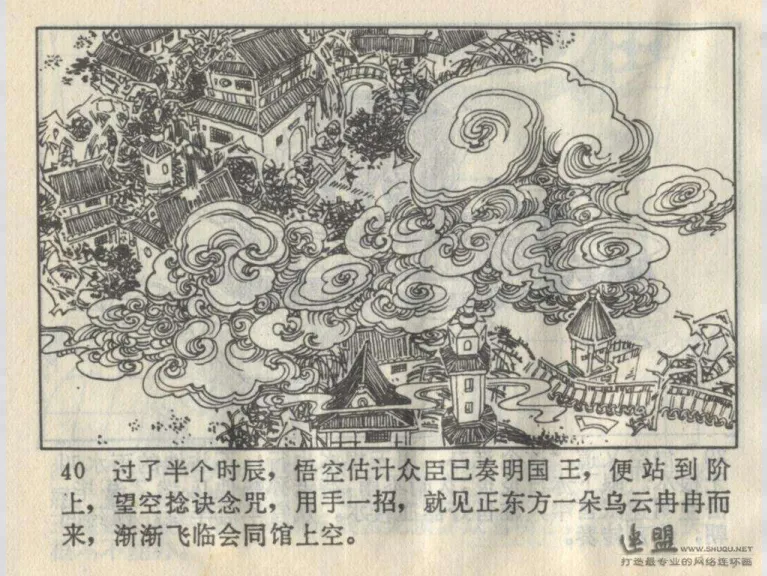 40 过了半个时辰，悟空估计众臣已奏明国王，便站到阶
上，望空捻诀念咒，用手一招，就见正东方一朵乌云冉冉而
来，渐渐飞临会同馆上空。
连盟 WWW.SHUQU.NET
打造最专业的网络连环画